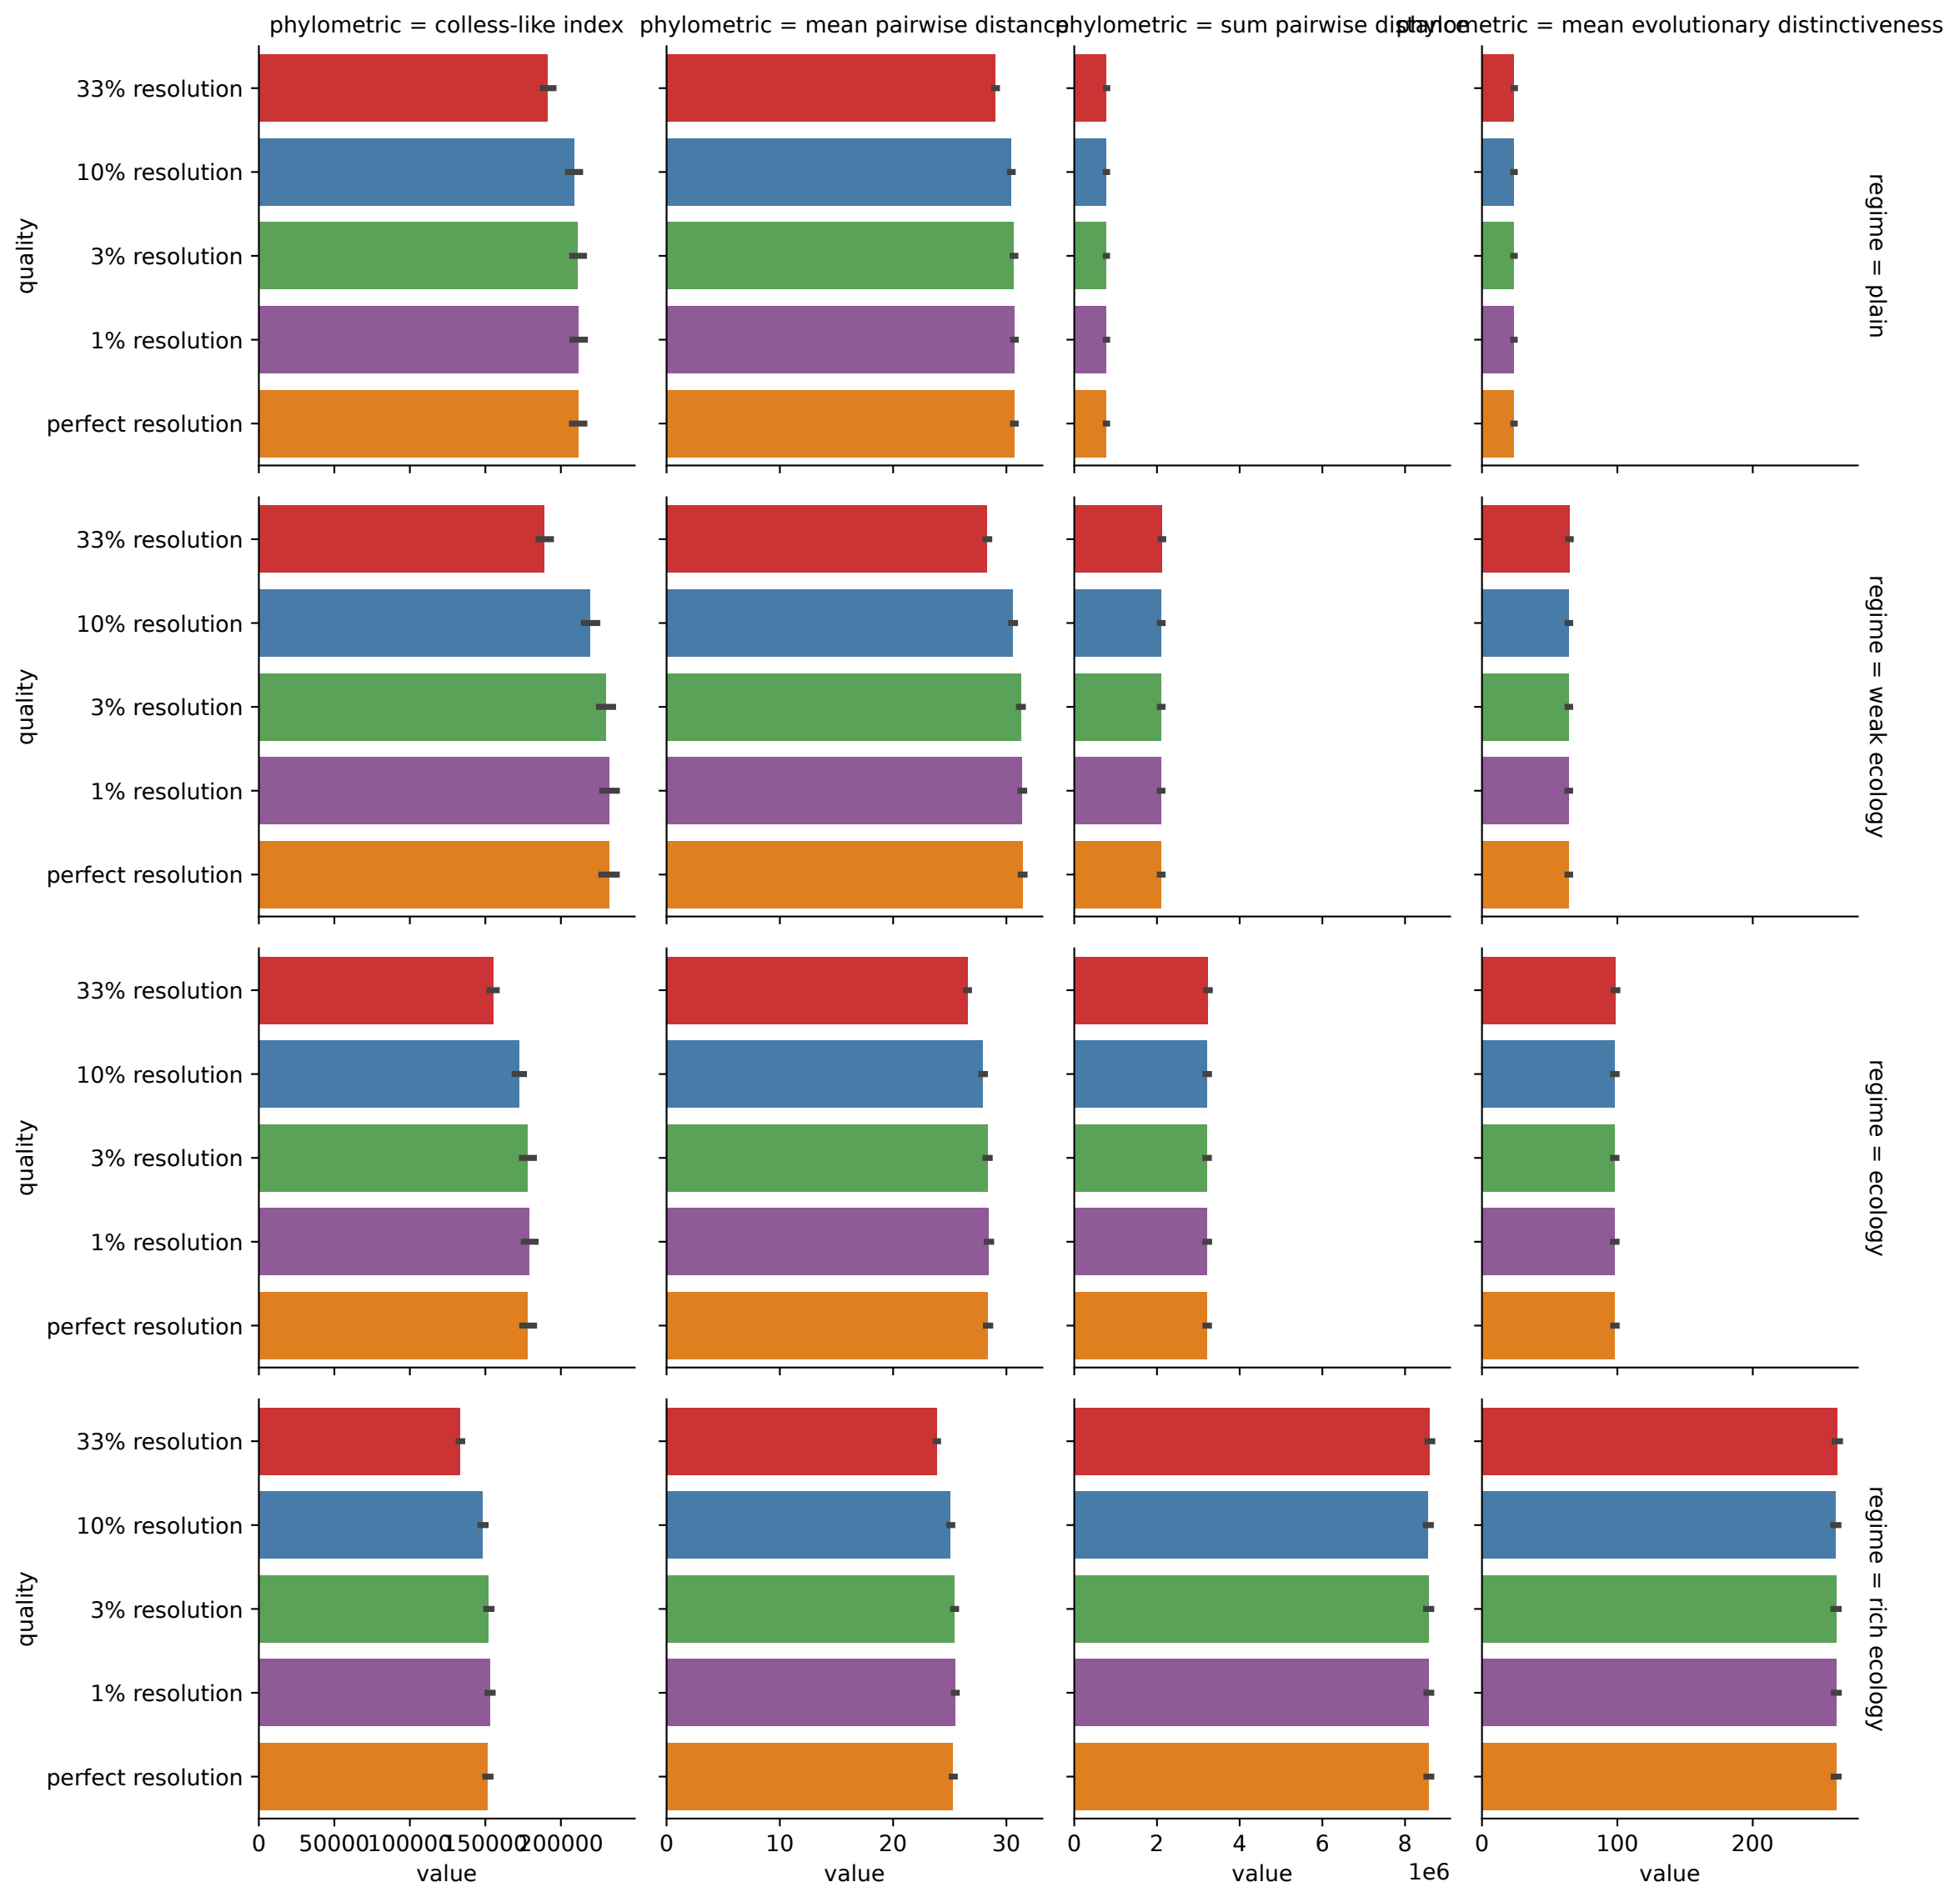 phylometric = colless-like index
phylometric = mean pairwise distance
phylometric = sum pairwise distance
phylometric = mean evolutionary distinctiveness
33% resolution
10% resolution
3% resolution
1% resolution
perfect resolution
quality
regime = plain
33% resolution
10% resolution
3% resolution
1% resolution
perfect resolution
quality
regime = weak ecology
33% resolution
10% resolution
3% resolution
1% resolution
perfect resolution
quality
regime = ecology
33% resolution
10% resolution
3% resolution
1% resolution
perfect resolution
quality
regime = rich ecology
0 50000 100000 150000 200000
value
0 10 20 30
value
0 2 4 6 8
1e6
value
0 100 200
value